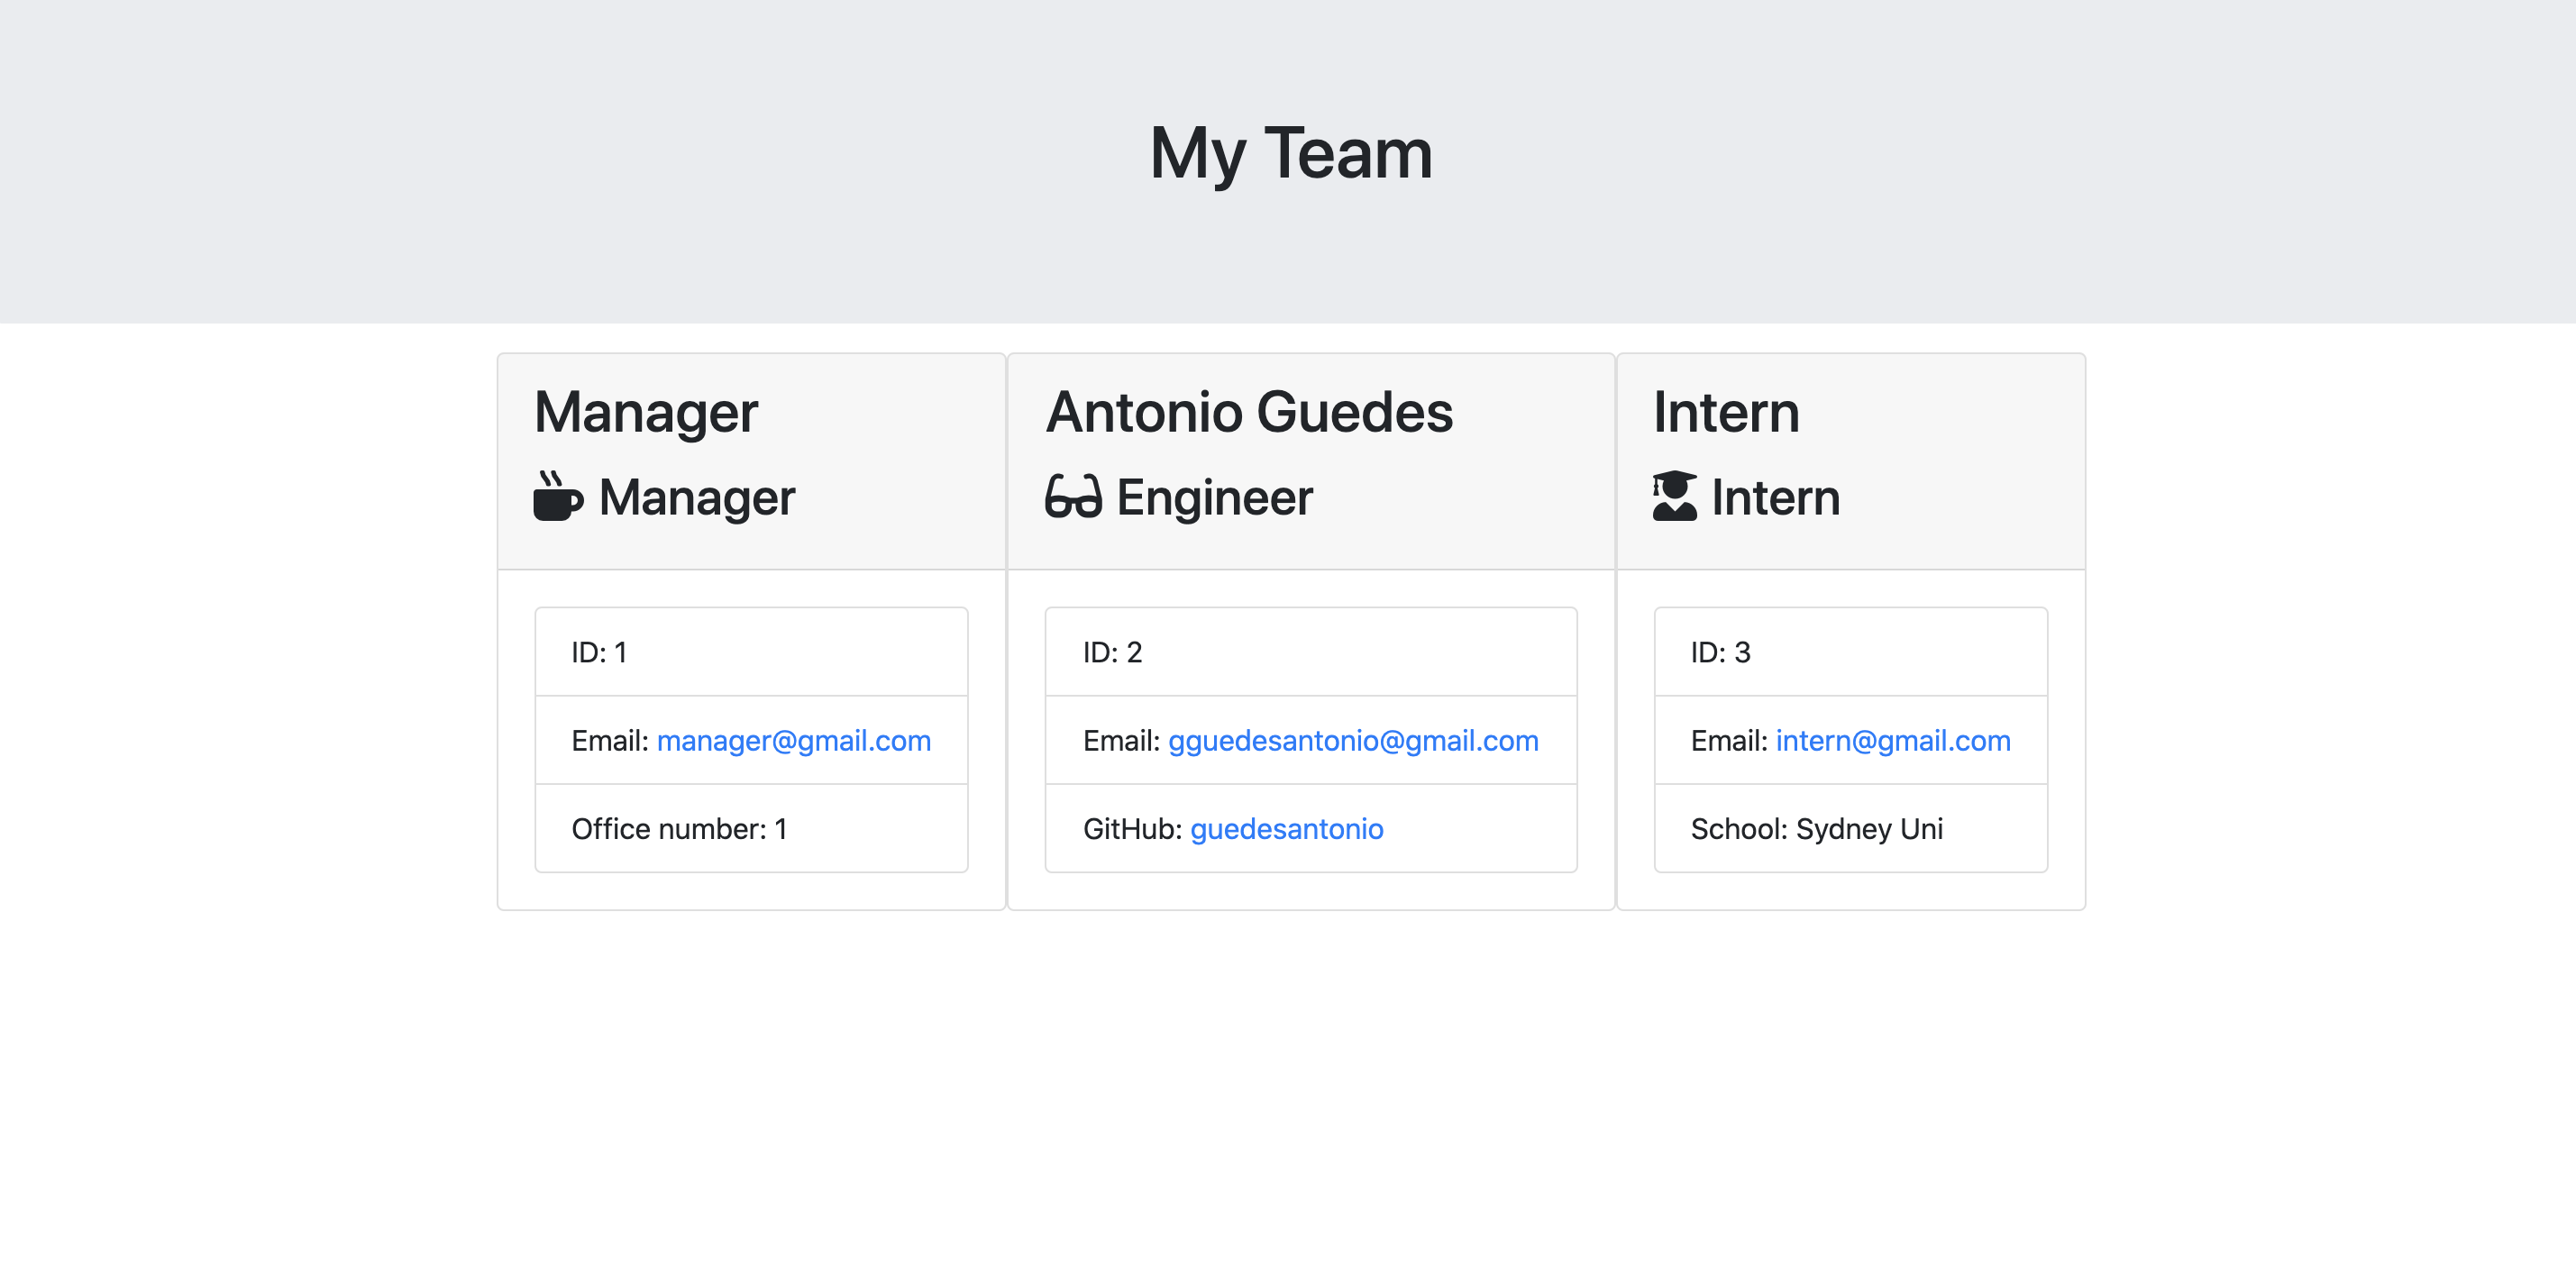 My Team
Manager
Manager
ID: 1
Email: manager@gmail.com
Office number: 1
Antonio Guedes
Engineer
ID: 2
Email: gguedesantonio@gmail.com
GitHub: guedesantonio
Intern
Intern
ID: 3
Email: intern@gmail.com
School: Sydney Uni